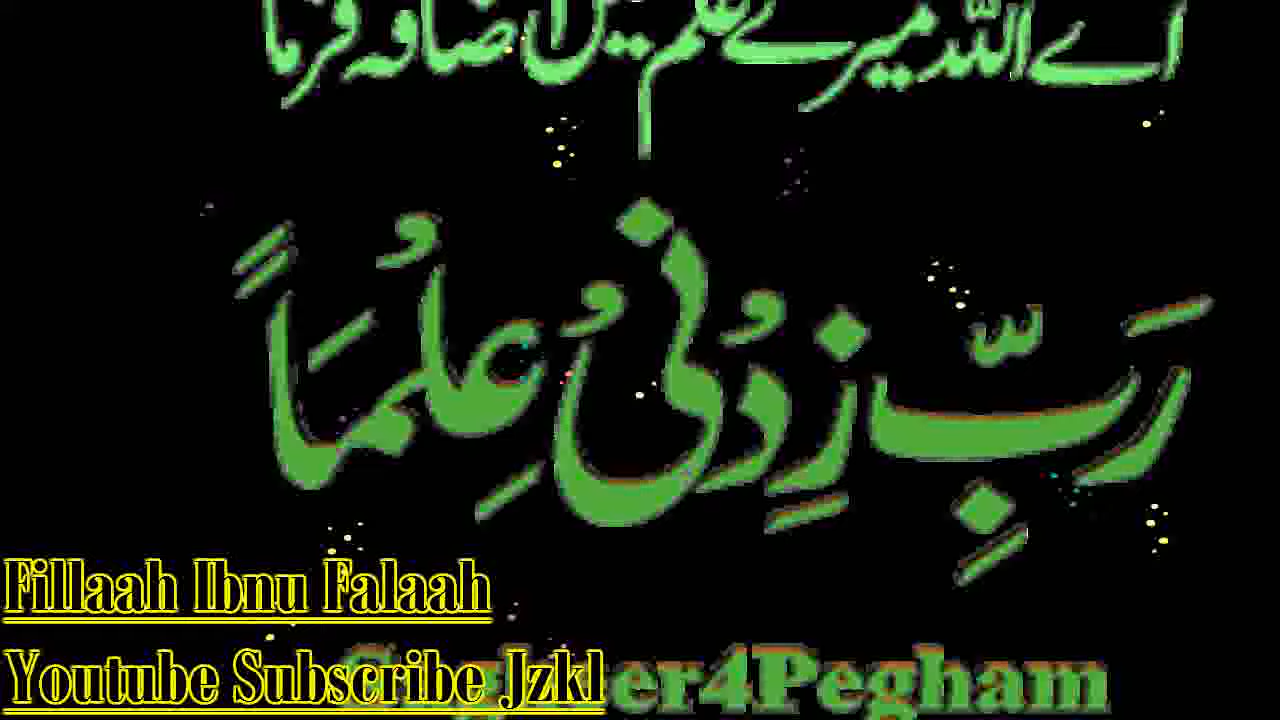 اے اللہ میرے علم میں اضافہ فرما
رَبِّ زِدْنِیْ عِلْمًا
Fillaah Ibnu Falaah
Youtube Subscribe Jzkl
er4Pegham